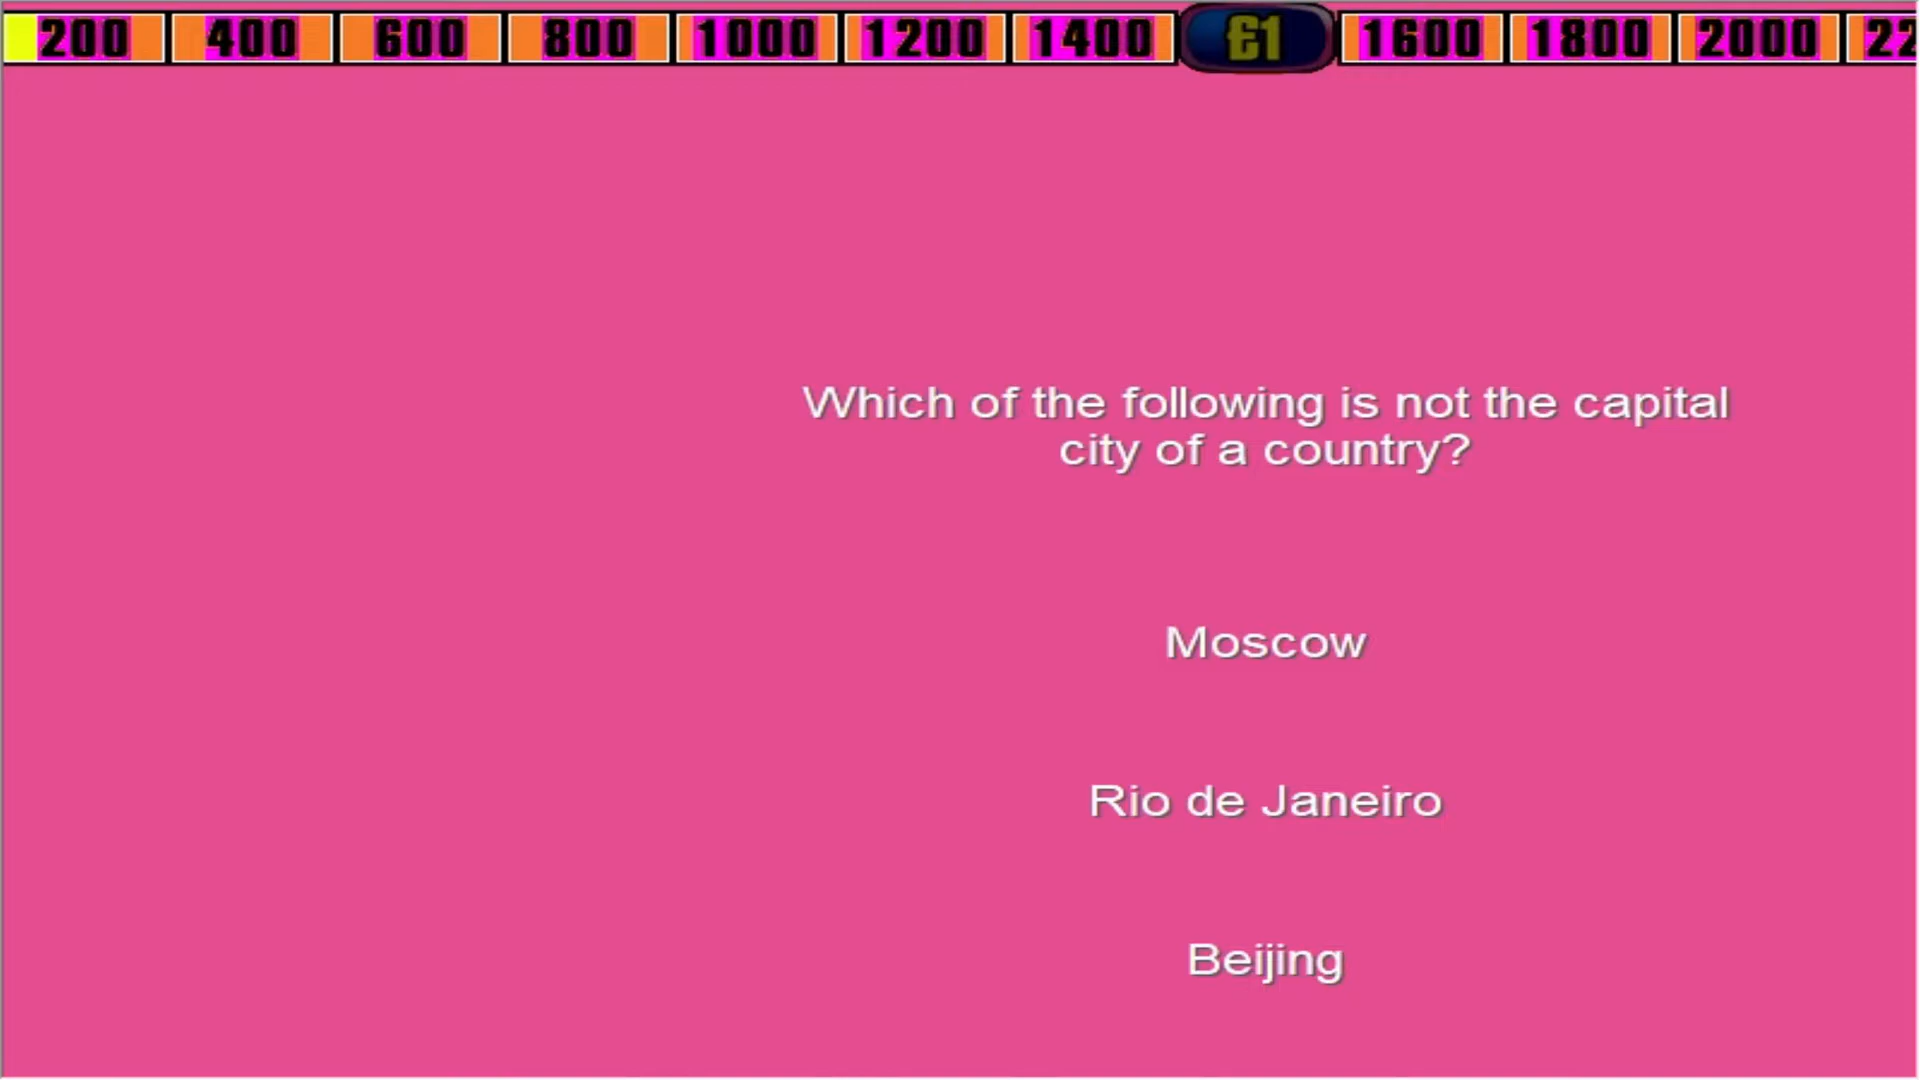 200 400 600 800 1000 1200 1400 £1 1600 1800 2000 22
Which of the following is not the capital
city of a country?
Moscow
Rio de Janeiro
Beijing